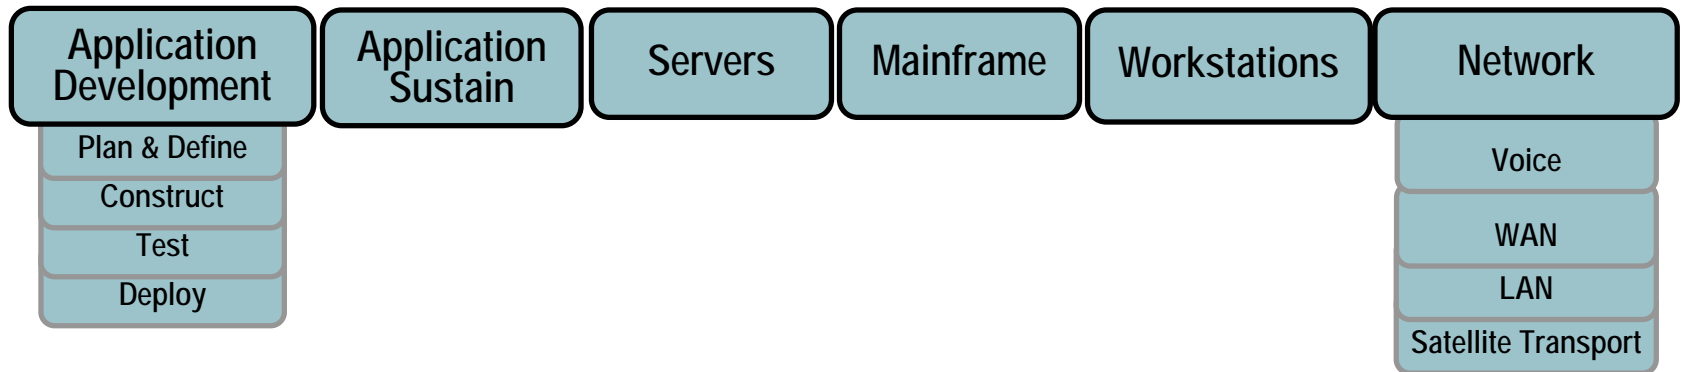 Application
Development
Application
Sustain
Servers
Mainframe
Workstations
Network
Plan & Define
Construct
Test
Deploy
Voice
WAN
LAN
Satellite Transport